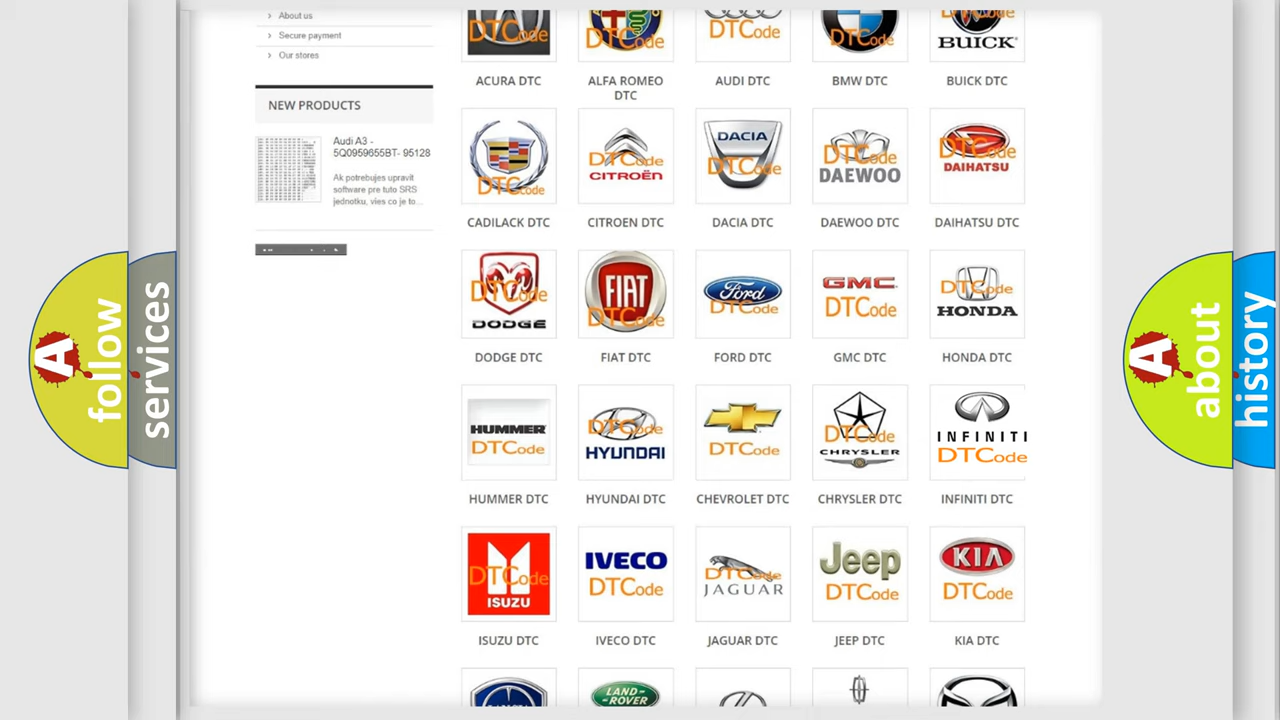 About us
Secure payment
Our stores
NEW PRODUCTS
Audi A3 -
5Q0959655BT- 95128
Ak potrebujes upravit
software pre tuto SRS
jednotku, vies co je to...
DTCode
DTCode
DTCode
DTCode
BUICK
ACURA DTC
ALFA ROMEO
DTC
AUDI DTC
BMW DTC
BUICK DTC
DTCode
DTCode
CITROËN
DACIA
DTCode
DTCode
DAEWOO
DTCode
DAIHATSU
CADILACK DTC
CITROEN DTC
DACIA DTC
DAEWOO DTC
DAIHATSU DTC
DTCode
DODGE
FIAT
DTCode
Ford
DTCode
GMC
DTCode
DTCode
HONDA
DODGE DTC
FIAT DTC
FORD DTC
GMC DTC
HONDA DTC
HUMMER
DTCode
DTCode
HYUNDAI
DTCode
DTCode
CHRYSLER
INFINITI
DTCode
HUMMER DTC
HYUNDAI DTC
CHEVROLET DTC
CHRYSLER DTC
INFINITI DTC
DTCode
ISUZU
IVECO
DTCode
DTCode
JAGUAR
Jeep
DTCode
KIA
DTCode
ISUZU DTC
IVECO DTC
JAGUAR DTC
JEEP DTC
KIA DTC
LAND-
ROVER
A
follow
services
A
about
history